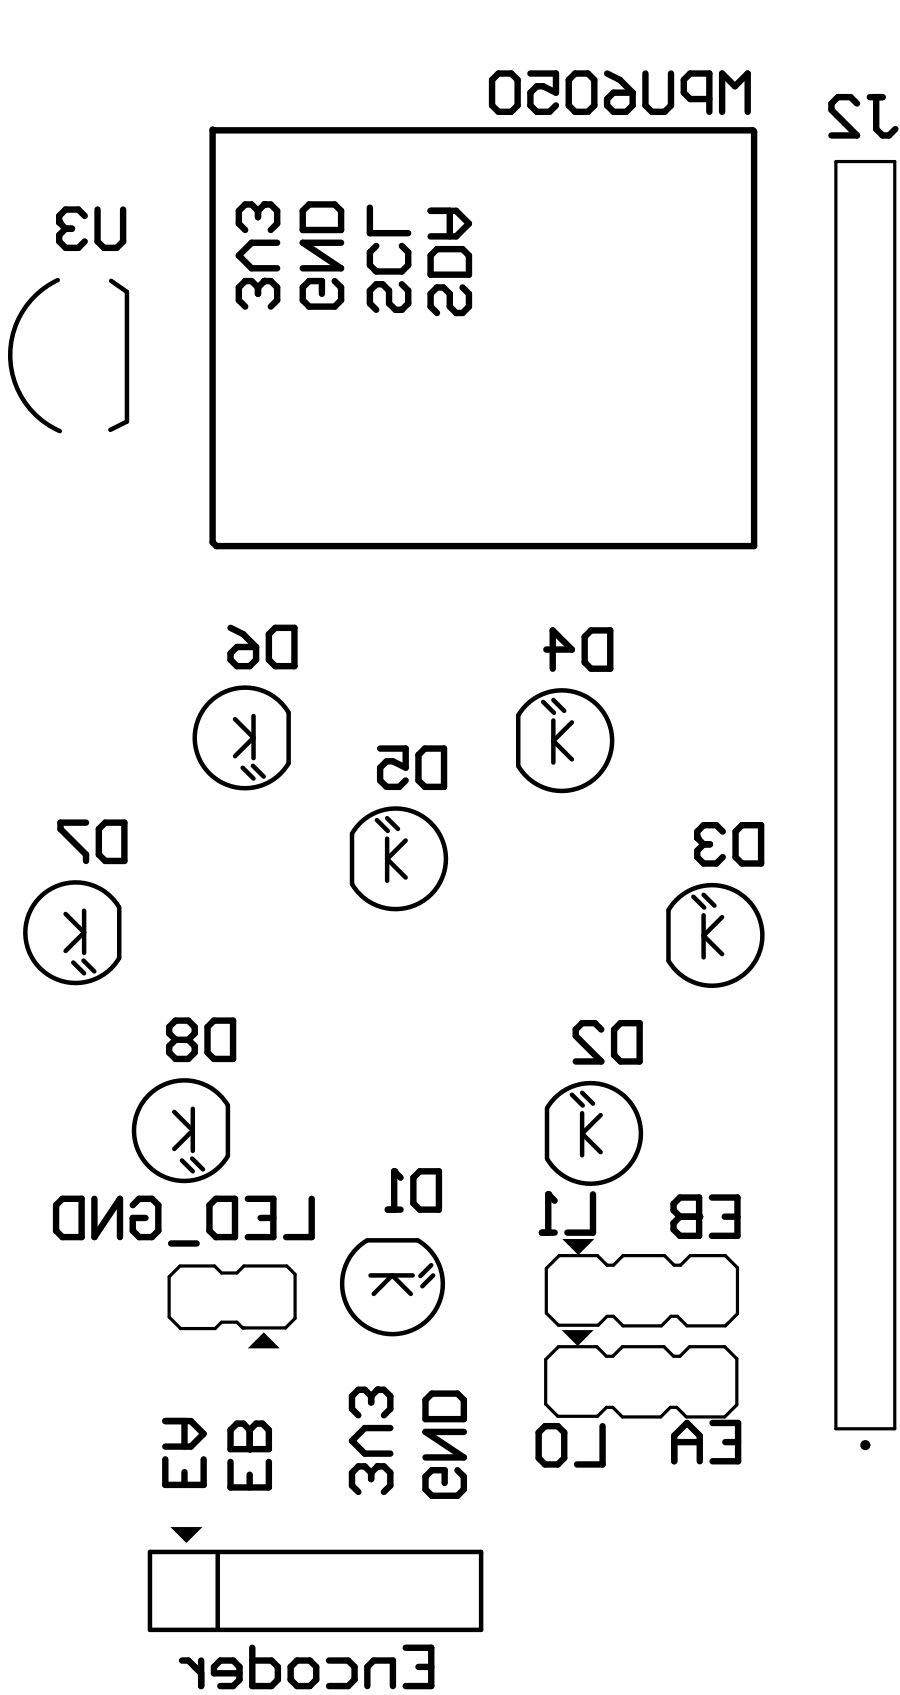 MPU6050
J2
U3
3V3
GND
SCL
SDA
D6
D4
D5
D7
D3
D8
D2
D1
LED_GND
L1
EB
EA
EB
3V3
GND
L0
EA
Encoder